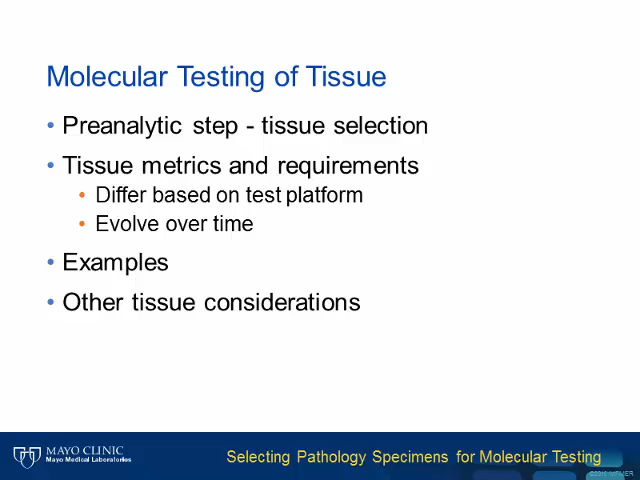 Molecular Testing of Tissue
• Preanalytic step - tissue selection
• Tissue metrics and requirements
• Differ based on test platform
• Evolve over time
• Examples
• Other tissue considerations
MAYO CLINIC
Mayo Medical Laboratories
Selecting Pathology Specimens for Molecular Testing